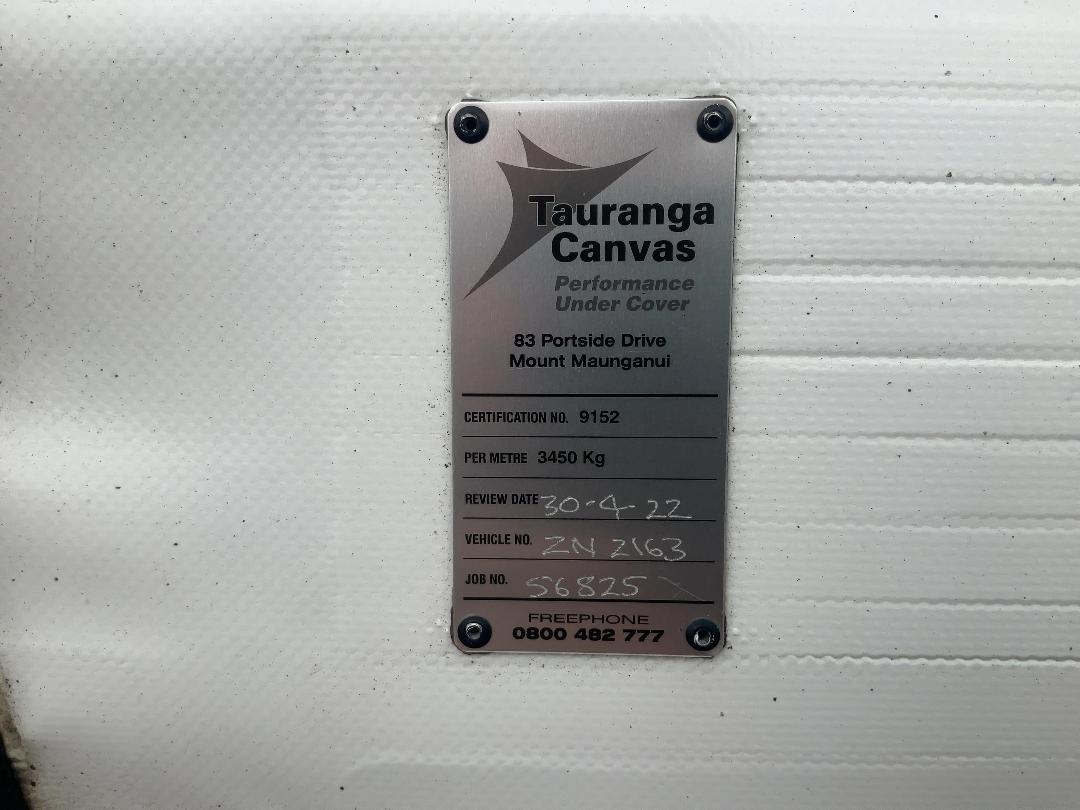 Tauranga
Canvas
Performance
Under Cover
83 Portside Drive
Mount Maunganui
CERTIFICATION NO. 9152
PER METRE 3450 Kg
REVIEW DATE 30-4-22
VEHICLE NO. ZN 2163
JOB NO. 56825
FREEPHONE
0800 482 777